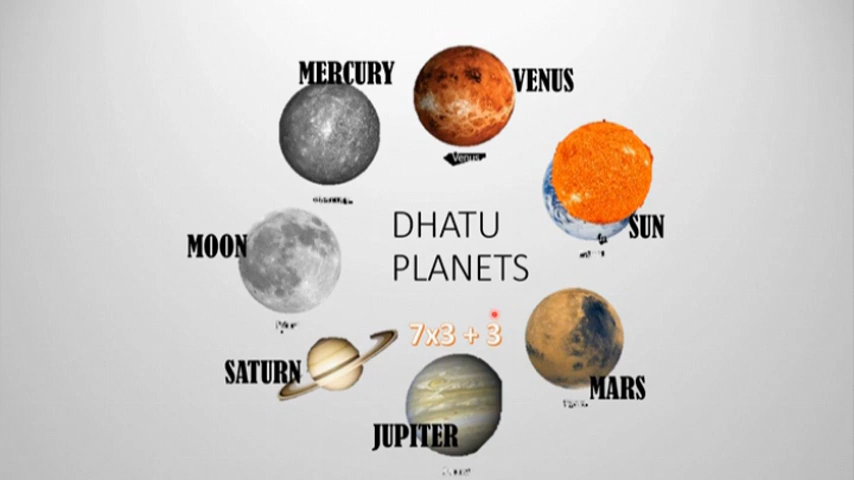 MERCURY
VENUS
Venus
SUN
MOON
DHATU
PLANETS
7x3 + 3
SATURN
MARS
JUPITER